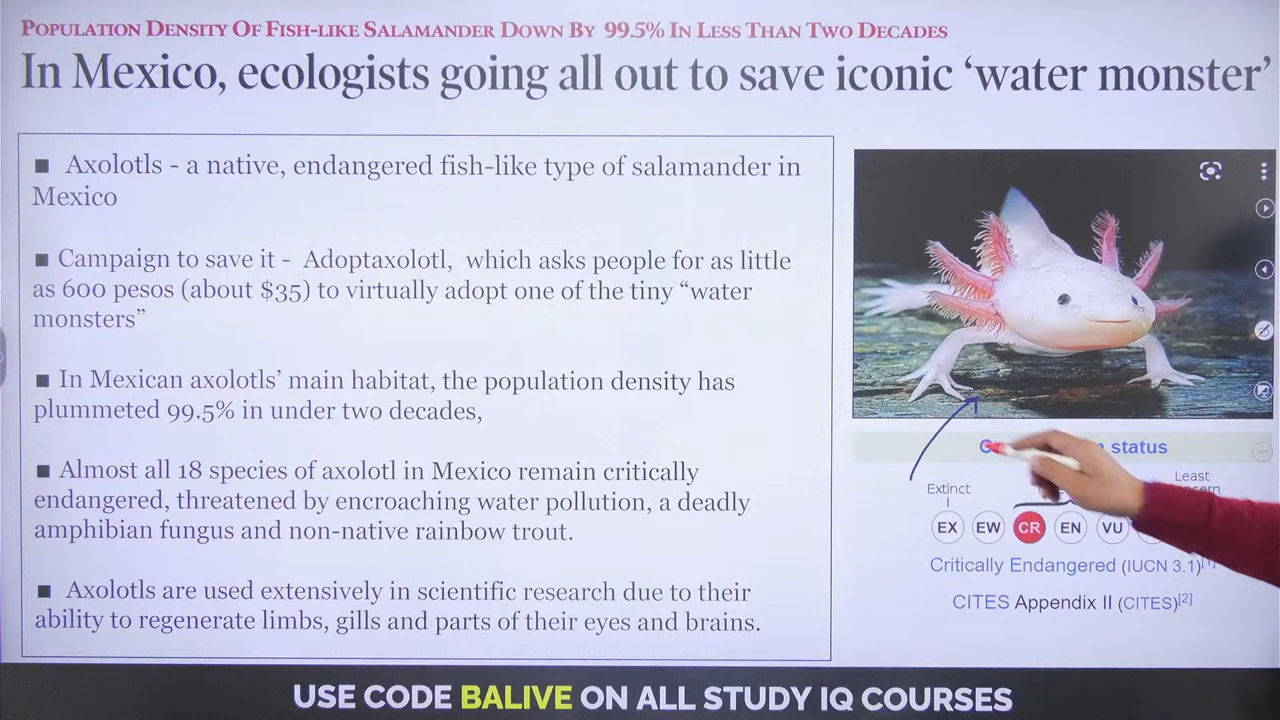 POPULATION DENSITY OF FISH-LIKE SALAMANDER DOWN BY 99.5% IN LESS THAN TWO DECADES
In Mexico, ecologists going all out to save iconic ‘water monster’
■ Axolotls - a native, endangered fish-like type of salamander in
Mexico
■ Campaign to save it - Adoptaxolotl, which asks people for as little
as 600 pesos (about $35) to virtually adopt one of the tiny “water
monsters”
■ In Mexican axolotls’ main habitat, the population density has
plummeted 99.5% in under two decades,
■ Almost all 18 species of axolotl in Mexico remain critically
endangered, threatened by encroaching water pollution, a deadly
amphibian fungus and non-native rainbow trout.
■ Axolotls are used extensively in scientific research due to their
ability to regenerate limbs, gills and parts of their eyes and brains.
status
Extinct
Least
EX EW CR EN VU
Critically Endangered (IUCN 3.1)[1]
CITES Appendix II (CITES)[2]
USE CODE BALIVE ON ALL STUDY IQ COURSES